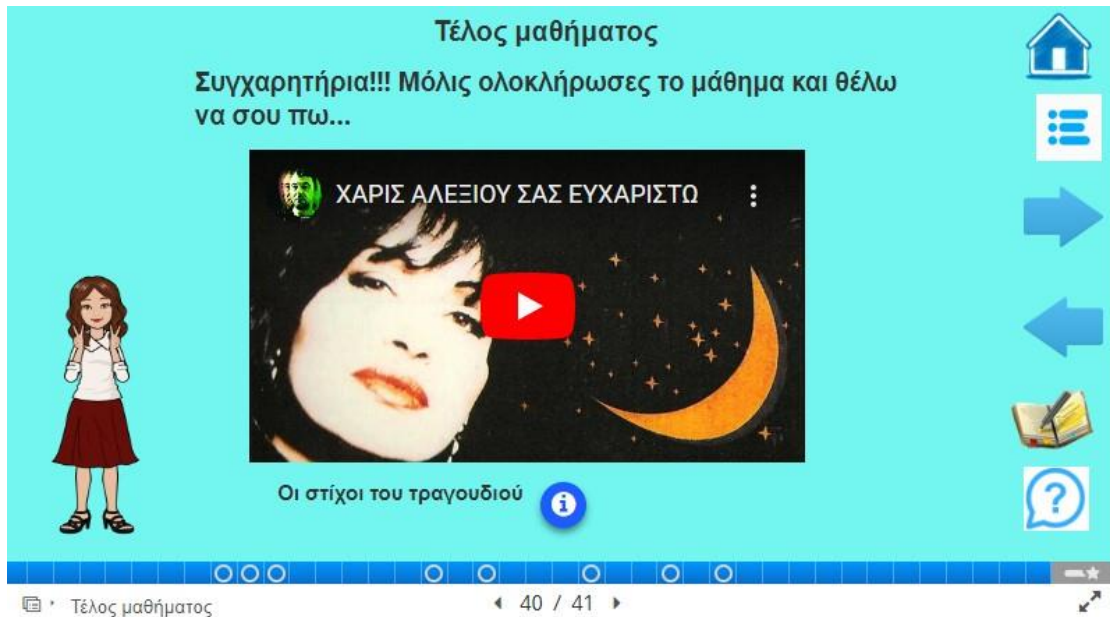 Τέλος μαθήματος
Συγχαρητήρια!!! Μόλις ολοκλήρωσες το μάθημα και θέλω
να σου πω...
ΧΑΡΙΣ ΑΛΕΞΙΟΥ ΣΑΣ ΕΥΧΑΡΙΣΤΩ
Οι στίχοι του τραγουδιού
Τέλος μαθήματος
40 / 41